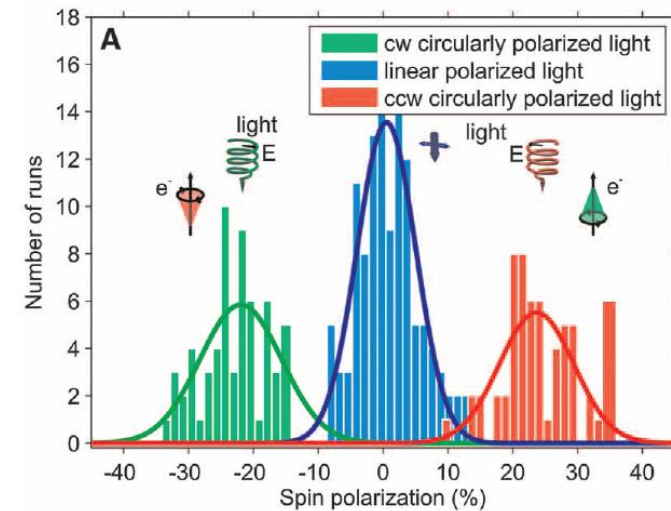 A
cw circularly polarized light
linear polarized light
ccw circularly polarized light
light
E
e-
light
E
e-
Number of runs
18
16
14
12
10
8
6
4
2
0
-40 -30 -20 -10 0 10 20 30 40
Spin polarization (%)